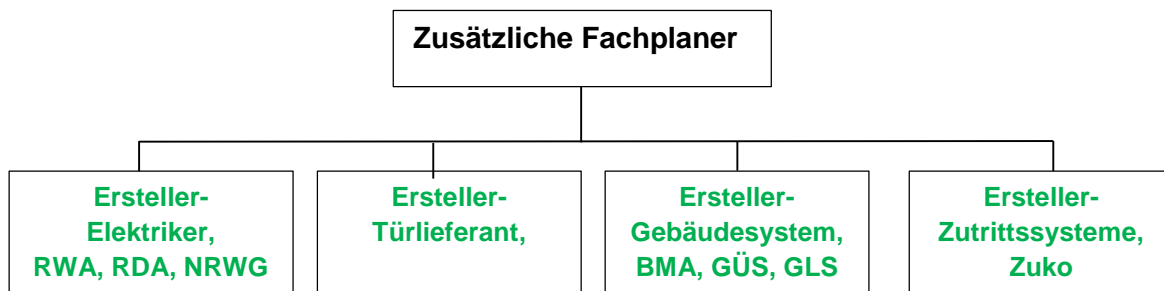 Zusätzliche Fachplaner
Ersteller-
Elektriker,
RWA, RDA, NRWG
Ersteller-
Türlieferant,
Ersteller-
Gebäudesystem,
BMA, GÜS, GLS
Ersteller-
Zutrittssysteme,
Zuko